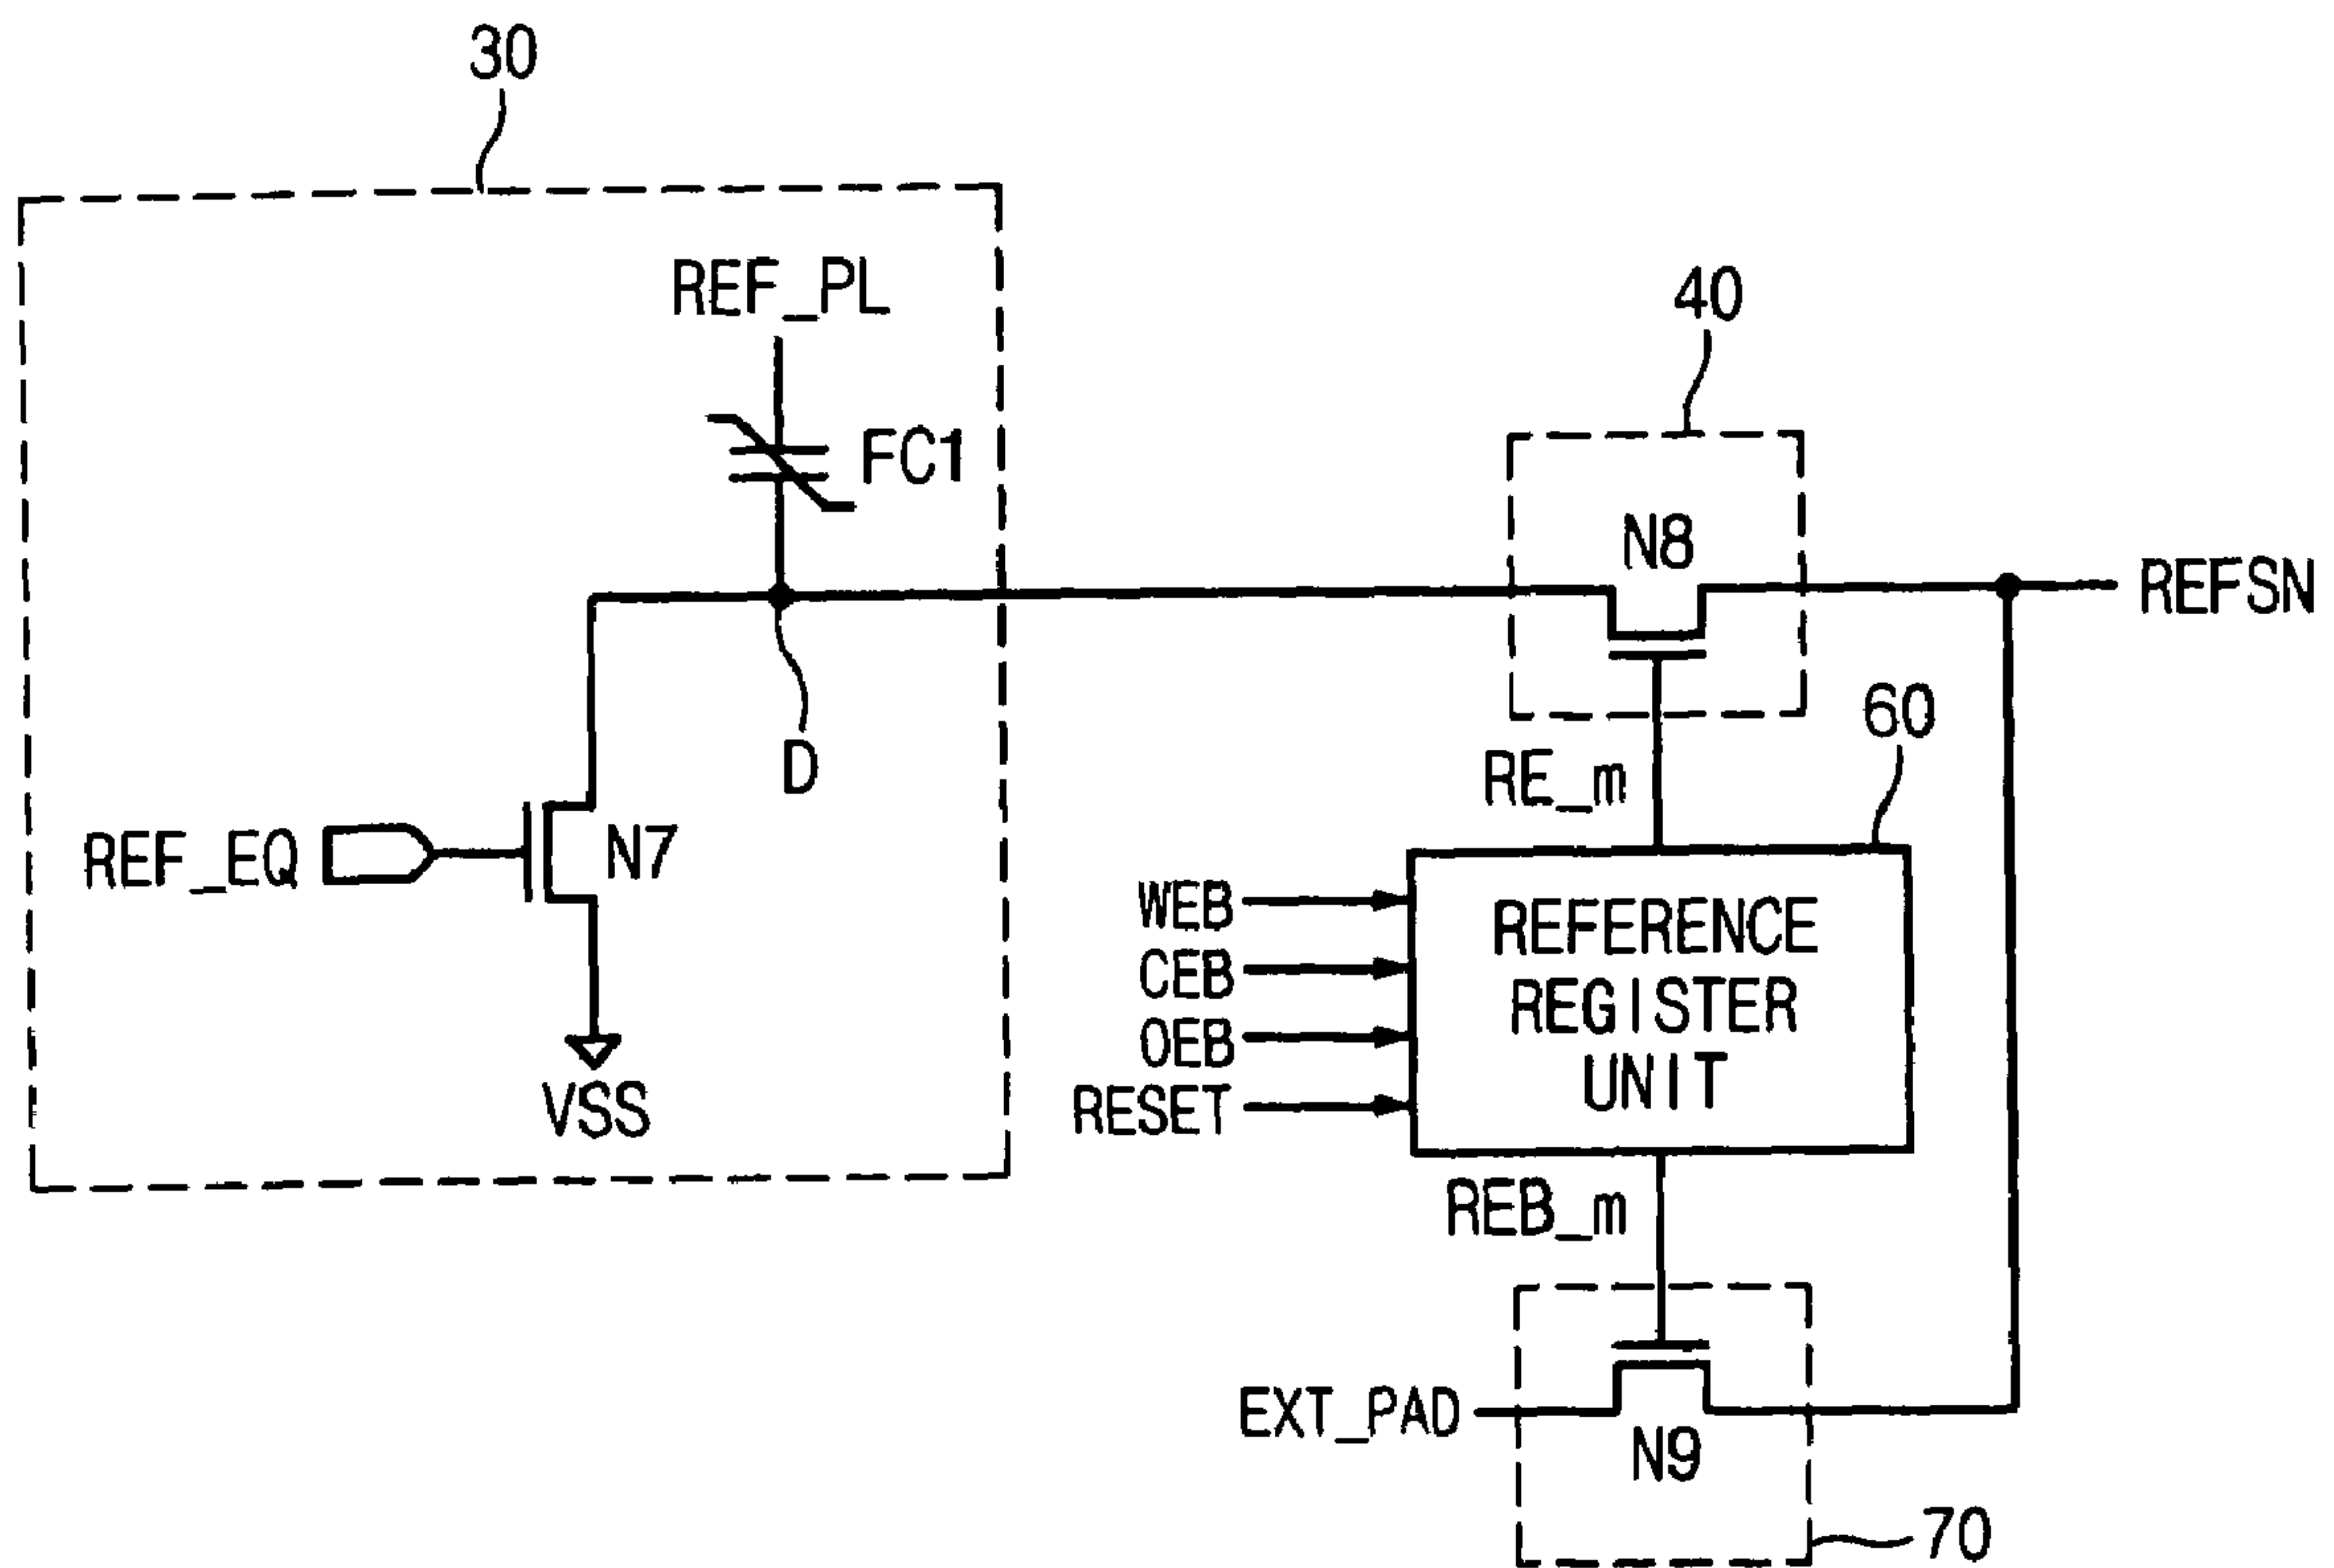 30
REF_PL
40
FC1
N8
REFSN
60
D
RE_m
REF_EQ
N7
WEB
CEB
OEB
RESET
REFERENCE
REGISTER
UNIT
VSS
REB_m
EXT_PAD
N9
70